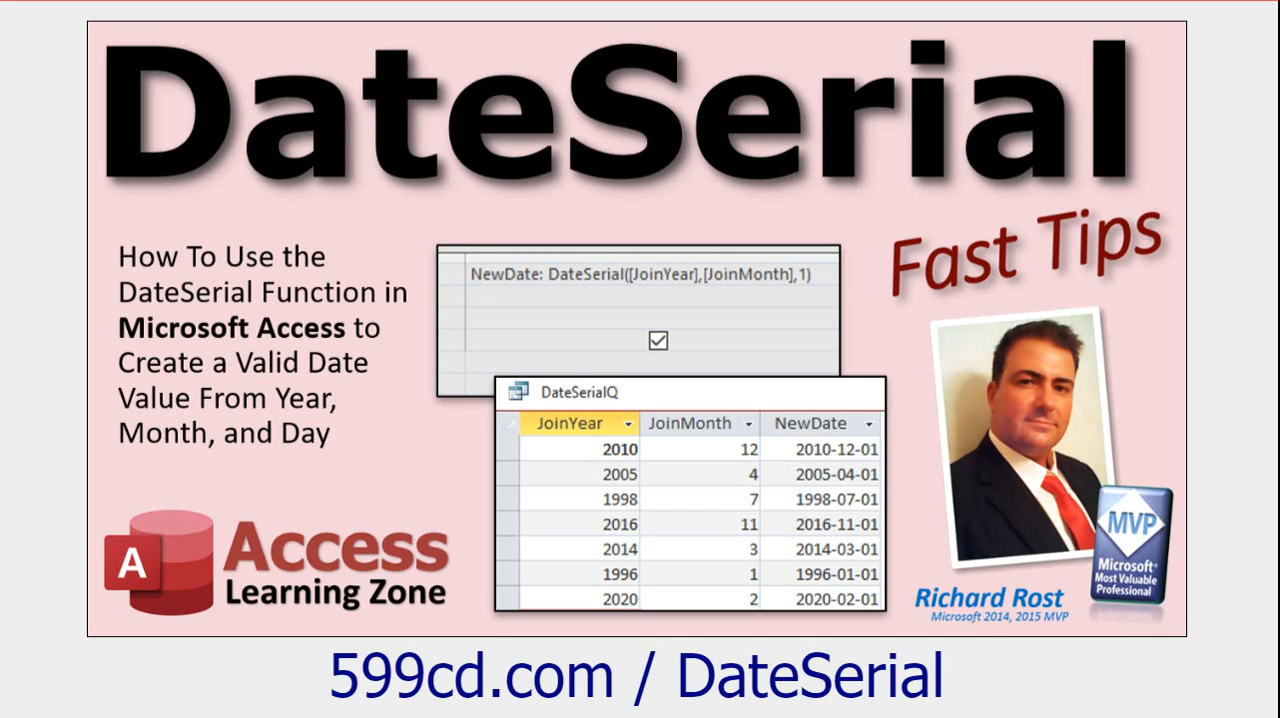 DateSerial
Fast Tips
How To Use the
DateSerial Function in
Microsoft Access to
Create a Valid Date
Value From Year,
Month, and Day
NewDate: DateSerial([JoinYear],[JoinMonth],1)
DateSerialQ
JoinYear JoinMonth NewDate
2010 12 2010-12-01
2005 4 2005-04-01
1998 7 1998-07-01
2016 11 2016-11-01
2014 3 2014-03-01
1996 1 1996-01-01
2020 2 2020-02-01
A
Access
Learning Zone
MVP
Microsoft®
Most Valuable
Professional
Richard Rost
Microsoft 2014, 2015 MVP
599cd.com / DateSerial